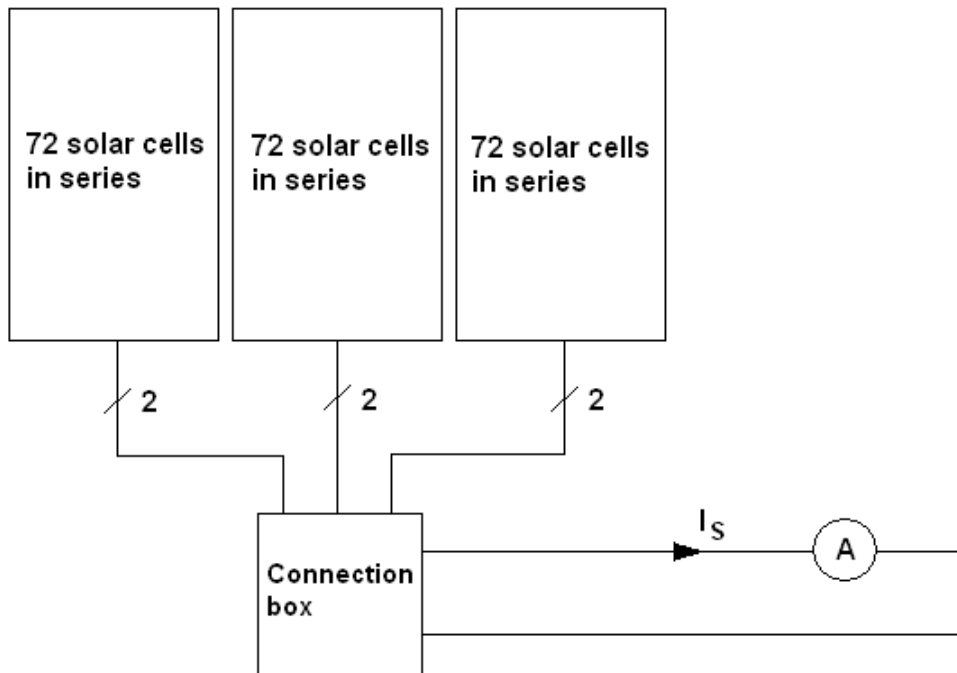 72 solar cells
in series
72 solar cells
in series
72 solar cells
in series
2
2
2
I_S
A
Connection
box